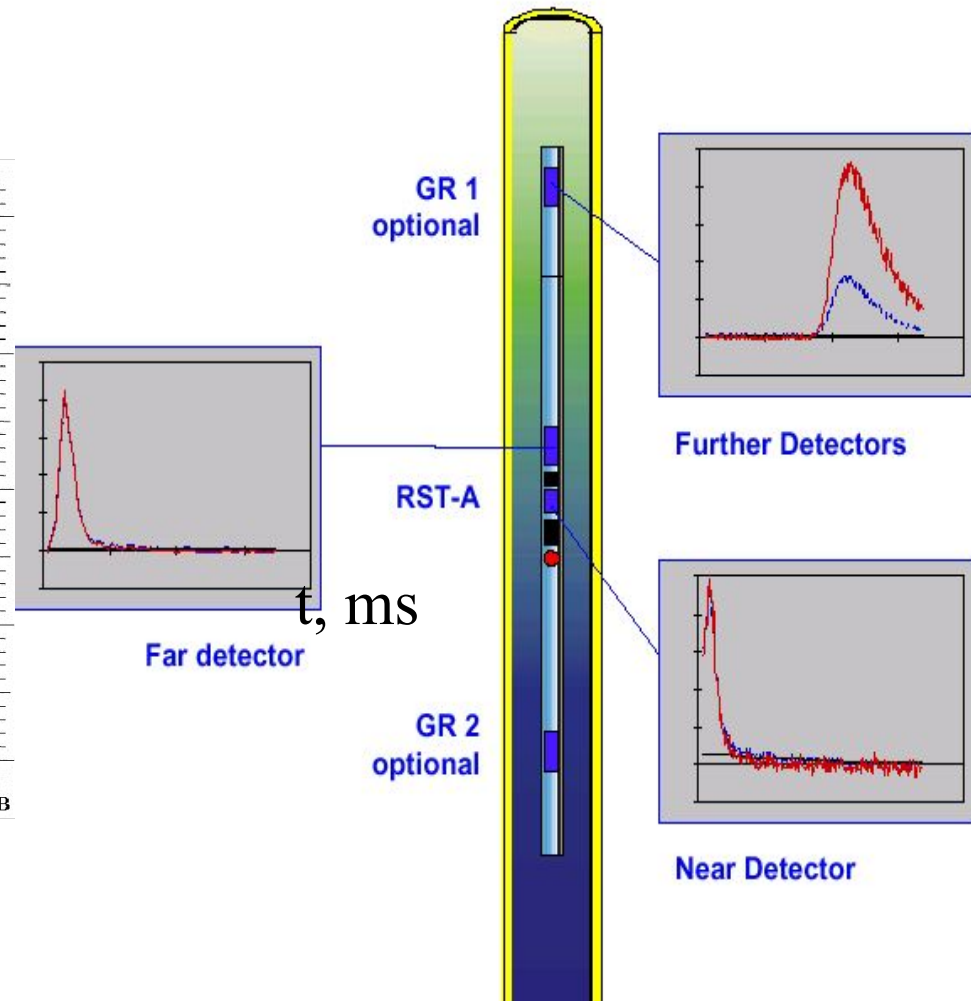 GR 1
optional
Further Detectors
RST-A
t, ms
Far detector
GR 2
optional
в
Near Detector